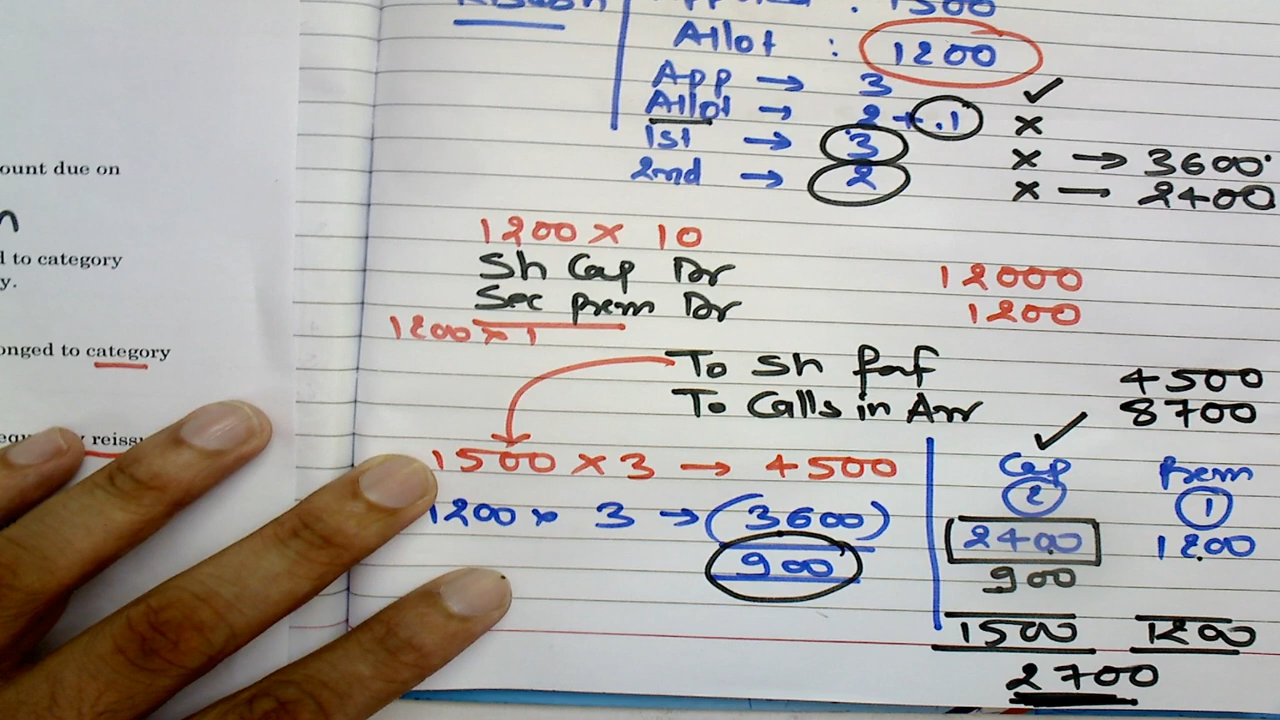 : 1500
Allot : 1200
App → 3 ✓
Allot → 2 + .1 ×
1st → 3 × → 3600
2nd → 2 × — 2400
1200 × 10
Sh Cap Dr 12000
Sec prem Dr 1200
1200 × 1
To Sh forf 4500
To Calls in Arr 8700
✓
1500 × 3 → 4500
1200 × 3 → (3600)
900
Cap Prem
2 1
2400 1200
900
1500 1200
2700
ount due on
d to category
y.
onged to category
reiss